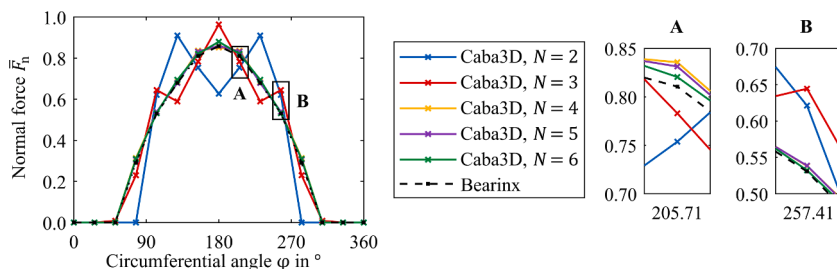 1.0
0.8
0.6
0.4
0.2
0.0
Normal force F̅n
0 90 180 270 360
Circumferential angle φ in °
A
B
Caba3D, N = 2
Caba3D, N = 3
Caba3D, N = 4
Caba3D, N = 5
Caba3D, N = 6
Bearinx
A
0.85
0.80
0.75
0.70
205.71
B
0.70
0.65
0.60
0.55
0.50
257.41